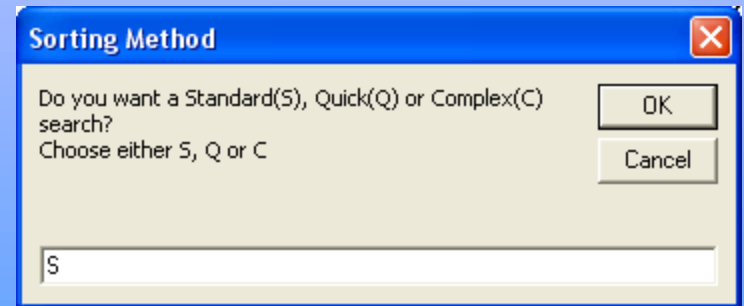 Sorting Method
Do you want a Standard(S), Quick(Q) or Complex(C)
search?
Choose either S, Q or C
OK
Cancel
S